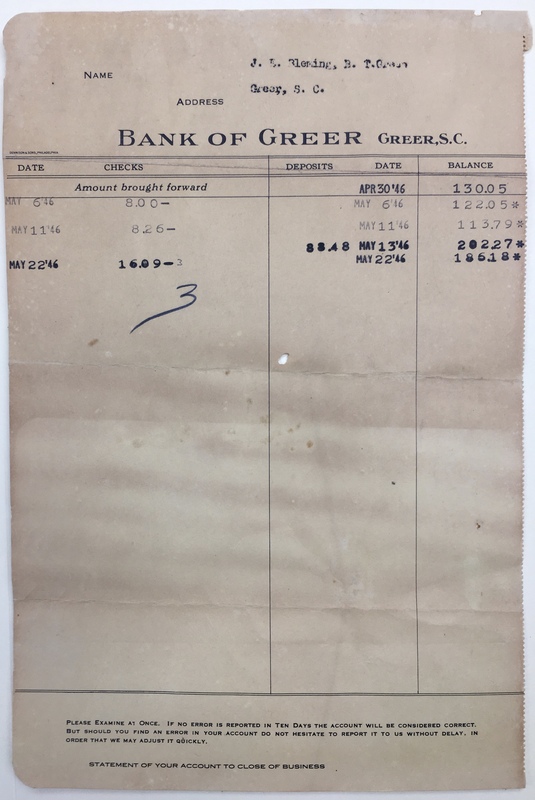 NAME J. L. Fleming, B. T.
ADDRESS Greer, S. C.
BANK OF GREER GREER, S.C.
DATE CHECKS DEPOSITS DATE BALANCE
Amount brought forward APR 30 '46 130.05
MAY 6 '46 8.00- MAY 6 '46 122.05*
MAY 11 '46 8.26- MAY 11 '46 113.79*
88.48 MAY 13 '46 202.27*
MAY 22 '46 16.09-3 MAY 22 '46 186.18*
3
PLEASE EXAMINE AT ONCE. IF NO ERROR IS REPORTED IN TEN DAYS THE ACCOUNT WILL BE CONSIDERED CORRECT.
BUT SHOULD YOU FIND AN ERROR IN YOUR ACCOUNT DO NOT HESITATE TO REPORT IT TO US WITHOUT DELAY, IN
ORDER THAT WE MAY ADJUST IT QUICKLY.
STATEMENT OF YOUR ACCOUNT TO CLOSE OF BUSINESS